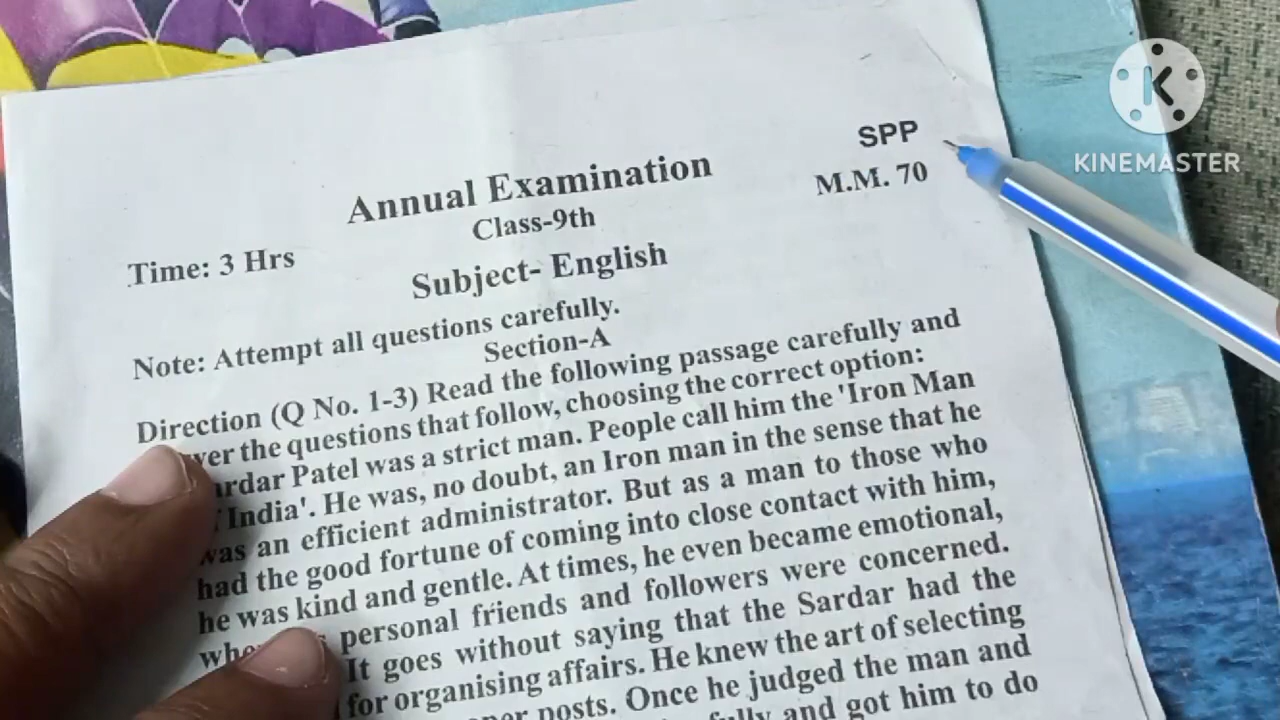 SPP
Annual Examination
M.M. 70
Class-9th
Time: 3 Hrs
Subject- English
Note: Attempt all questions carefully.
Section-A
Direction (Q No. 1-3) Read the following passage carefully and
the questions that follow, choosing the correct option:
Patel was a strict man. People call him the 'Iron Man
India'. He was, no doubt, an Iron man in the sense that he
was an efficient administrator. But as a man to those who
had the good fortune of coming into close contact with him,
he was kind and gentle. At times, he even became emotional,
personal friends and followers were concerned.
It goes without saying that the Sardar had the
for organising affairs. He knew the art of selecting
posts. Once he judged the man and
and got him to do
K
KINEMASTER